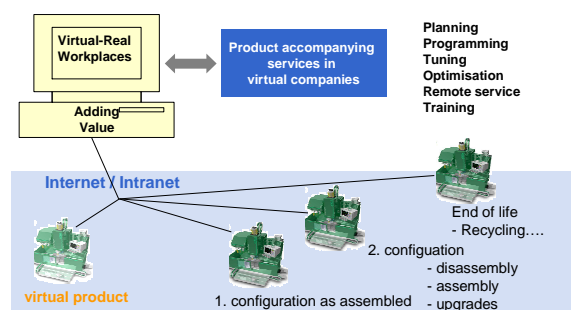 Virtual-Real
Workplaces
Product accompanying
services in
virtual companies
Planning
Programming
Tuning
Optimisation
Remote service
Training
Adding
Value
Internet / Intranet
End of life
- Recycling....
2. configuation
- disassembly
- assembly
- upgrades
virtual product
1. configuration as assembled